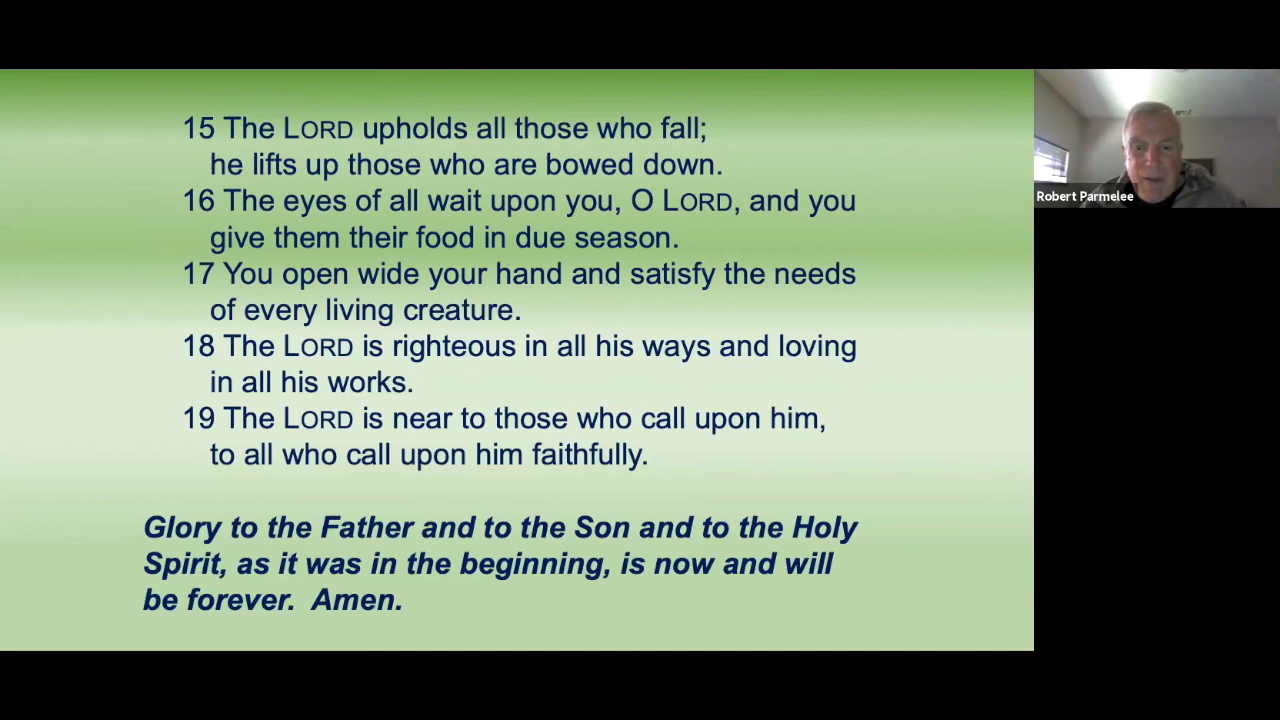 15 The LORD upholds all those who fall;
he lifts up those who are bowed down.
16 The eyes of all wait upon you, O LORD, and you
give them their food in due season.
17 You open wide your hand and satisfy the needs
of every living creature.
18 The LORD is righteous in all his ways and loving
in all his works.
19 The LORD is near to those who call upon him,
to all who call upon him faithfully.
Glory to the Father and to the Son and to the Holy
Spirit, as it was in the beginning, is now and will
be forever.  Amen.
Robert Parmelee